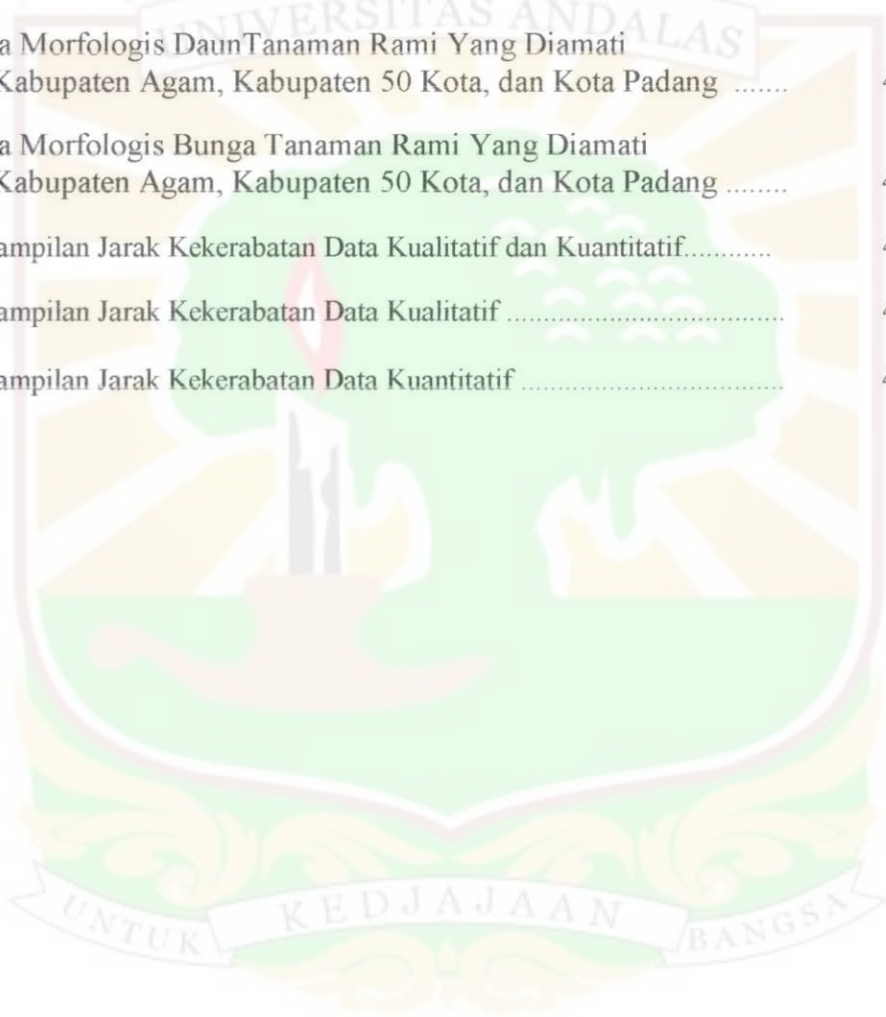 UNIVERSITAS ANDALAS
a Morfologis DaunTanaman Rami Yang Diamati
Kabupaten Agam, Kabupaten 50 Kota, dan Kota Padang .......
a Morfologis Bunga Tanaman Rami Yang Diamati
Kabupaten Agam, Kabupaten 50 Kota, dan Kota Padang ........
ampilan Jarak Kekerabatan Data Kualitatif dan Kuantitatif............
ampilan Jarak Kekerabatan Data Kualitatif ......................................
ampilan Jarak Kekerabatan Data Kuantitatif ....................................
UNTUK KEDJAJAAN BANGSA